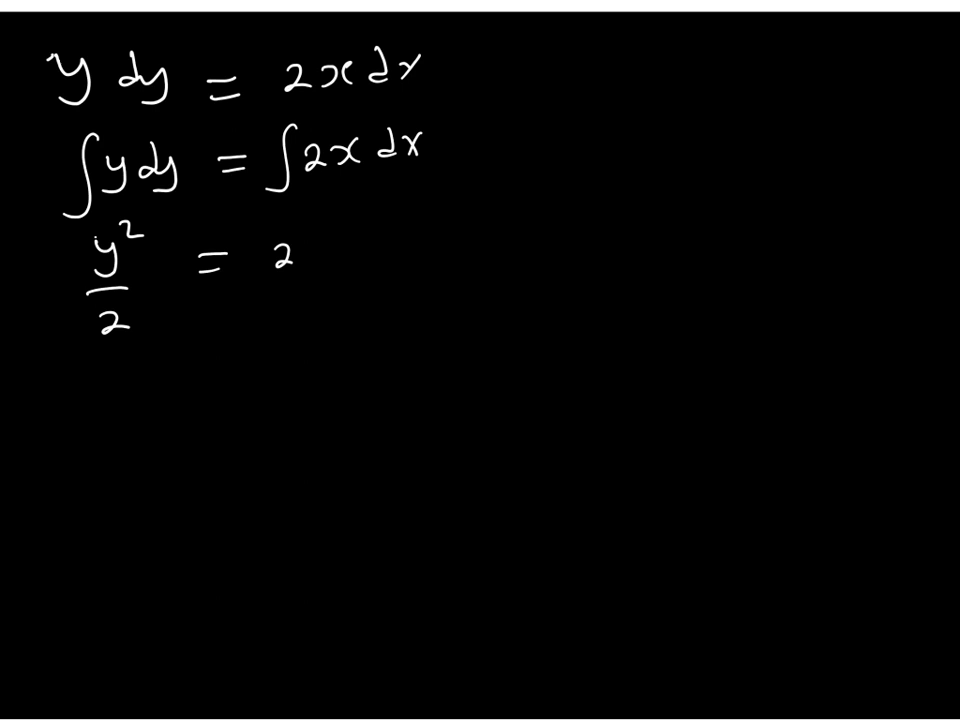 y dy = 2x dx
∫y dy = ∫2x dx
y²/2 = 2